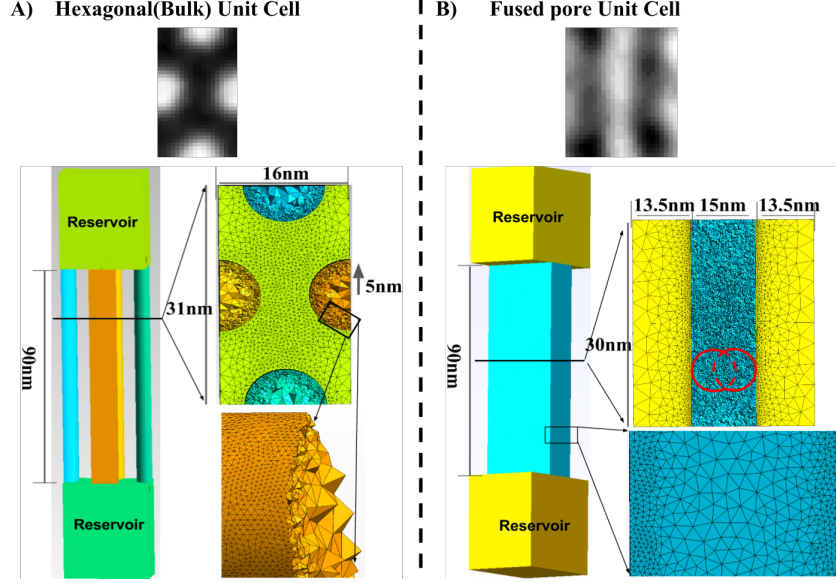 A) Hexagonal(Bulk) Unit Cell
Reservoir
90nm
Reservoir
16nm
31nm
5nm
B) Fused pore Unit Cell
Reservoir
90nm
Reservoir
13.5nm 15nm 13.5nm
30nm